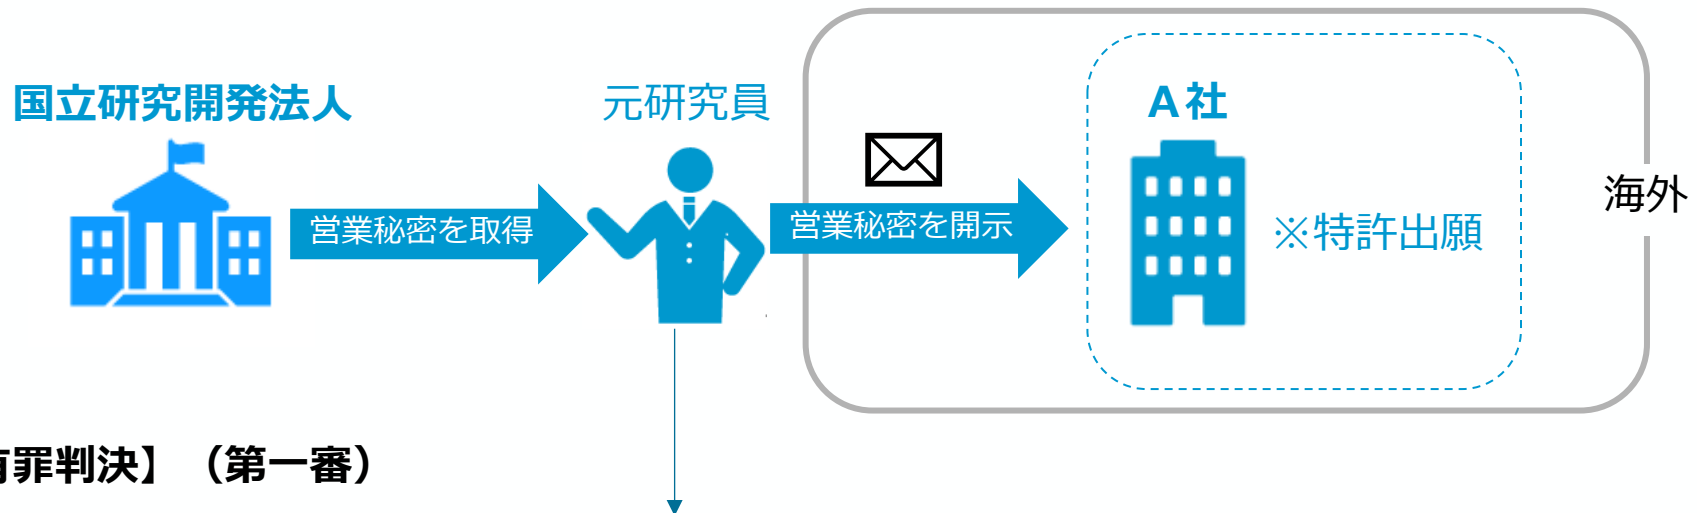 国立研究開発法人
元研究員
A社
営業秘密を取得
営業秘密を開示
※特許出願
海外
有罪判決】（第一審）